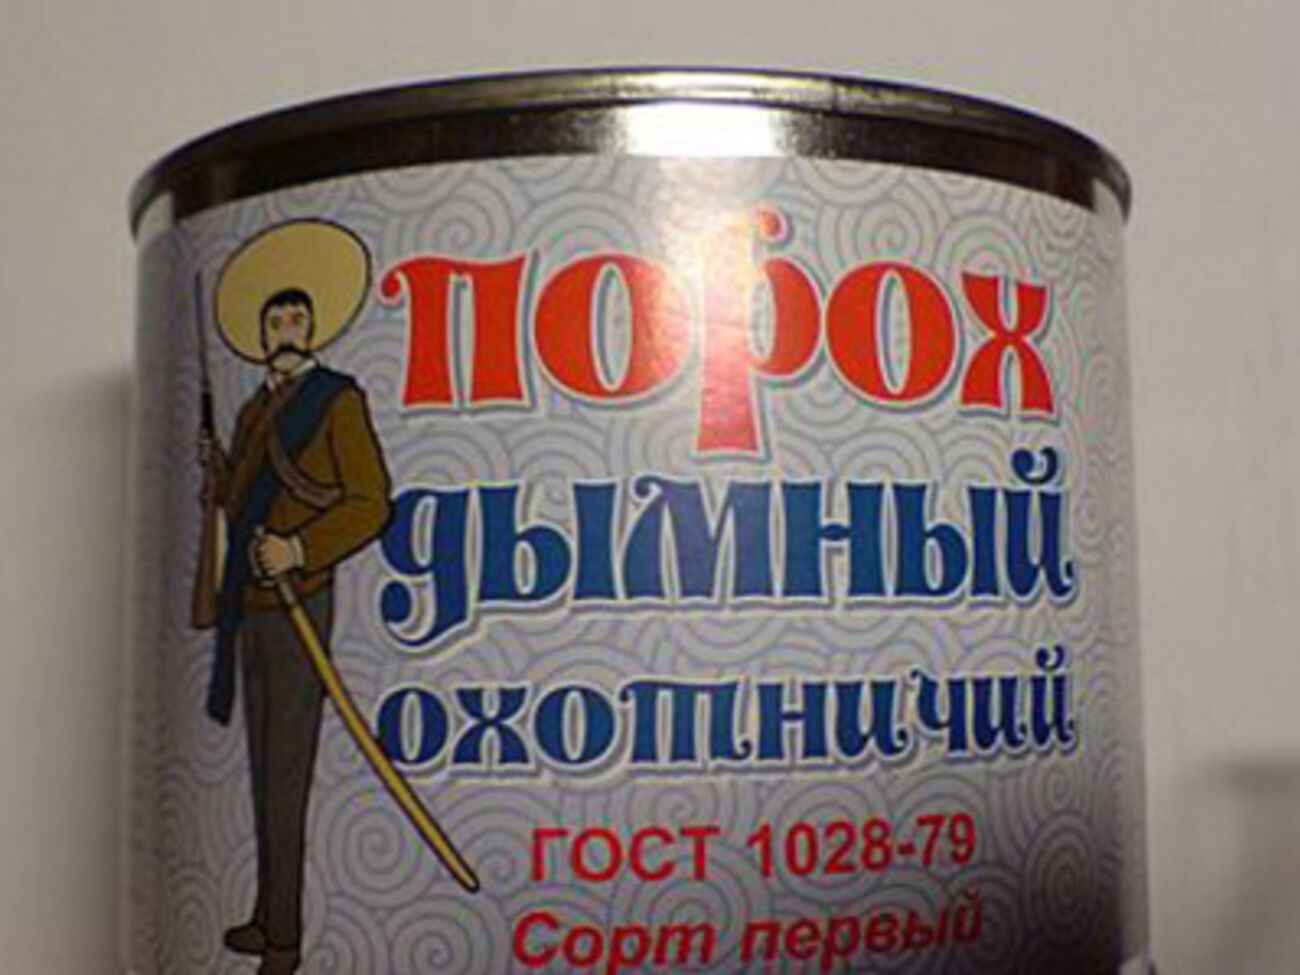 порох
дымный
охотничий
ГОСТ 1028-79
Сорт первый